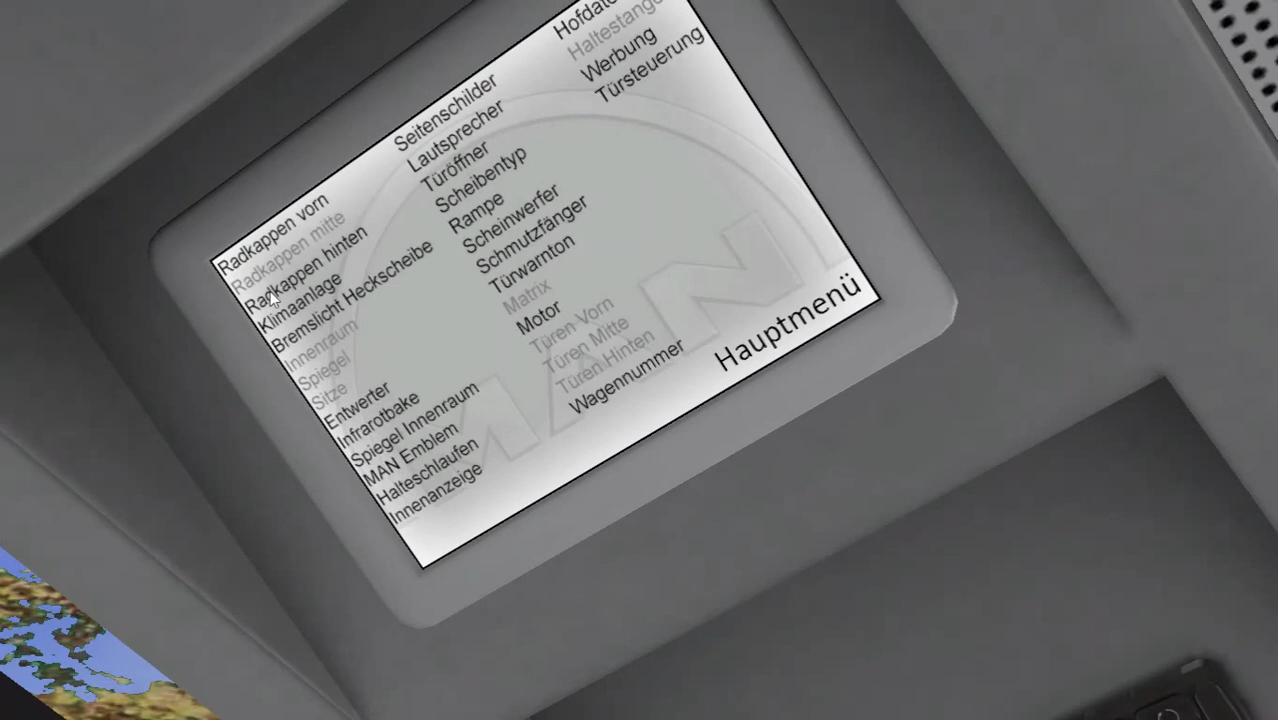 Radkappen vorn
Radkappen mitte
Radkappen hinten
Klimaanlage
Bremslicht Heckscheibe
Innenraum
Spiegel
Sitze
Entwerter
Infrarotbake
Spiegel Innenraum
MAN Emblem
Halteschlaufen
Innenanzeige
Seitenschilder
Lautsprecher
Türöffner
Scheibentyp
Rampe
Scheinwerfer
Schmutzfänger
Türwarnton
Matrix
Motor
Türen Vorn
Türen Mitte
Türen Hinten
Wagennummer
Haltestange
Werbung
Türsteuerung
Hauptmenü
MAN